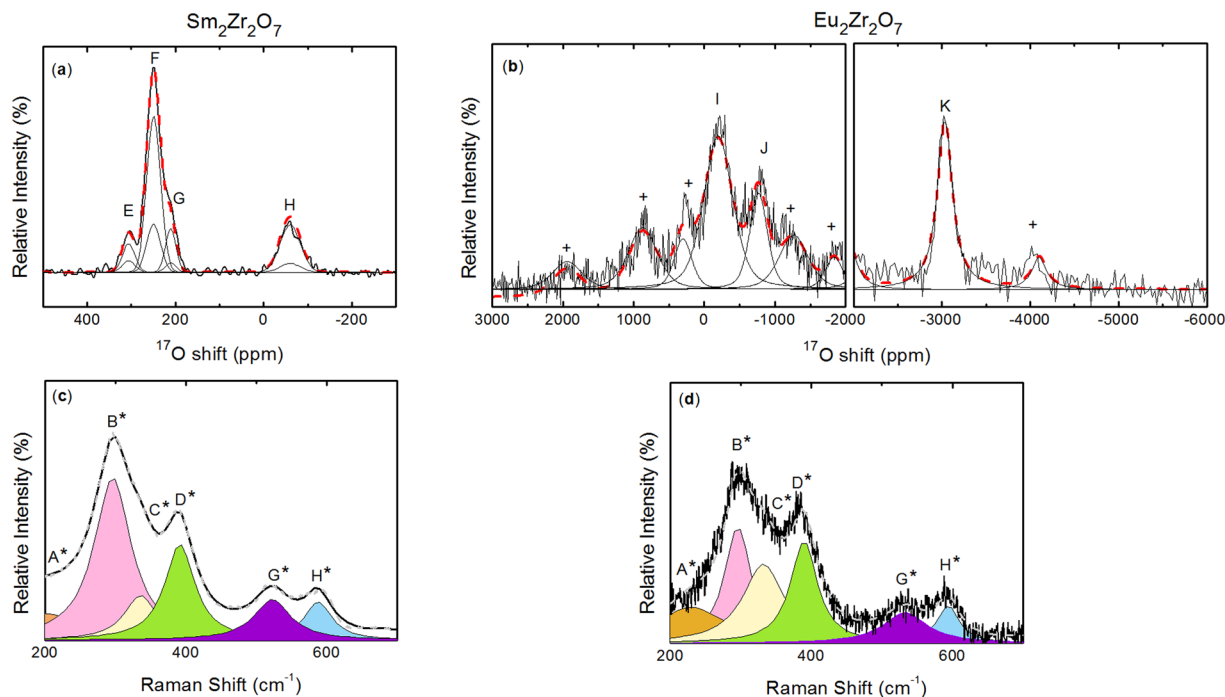 Sm₂Zr₂O₇
Eu₂Zr₂O₇
(a)
F
E
G
H
Relative Intensity (%)
400 200 0 -200
¹⁷O shift (ppm)
(b)
I
J
+
+
+
+
+
Relative Intensity (%)
3000 2000 1000 0 -1000 -2000
K
+
-3000 -4000 -5000 -6000
¹⁷O shift (ppm)
(c)
B*
C* D*
A*
G* H*
Relative Intensity (%)
200 400 600
Raman Shift (cm⁻¹)
(d)
B*
D*
C*
A*
G* H*
Relative Intensity (%)
200 400 600
Raman Shift (cm⁻¹)